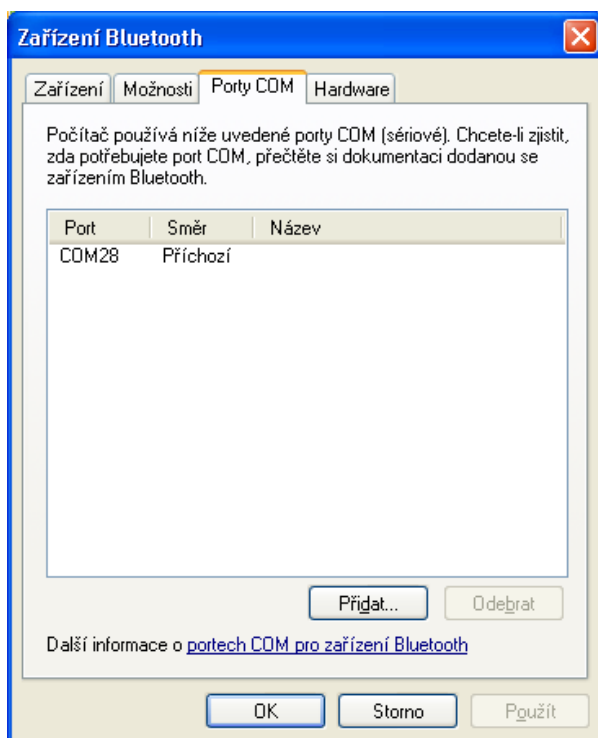 Zařízení Bluetooth
Zařízení Možnosti Porty COM Hardware
Počítač používá níže uvedené porty COM (sériové). Chcete-li zjistit,
zda potřebujete port COM, přečtěte si dokumentaci dodanou se
zařízením Bluetooth.
Port Směr Název
COM28 Příchozí
Přidat... Odebrat
Další informace o portech COM pro zařízení Bluetooth
OK Storno Použít